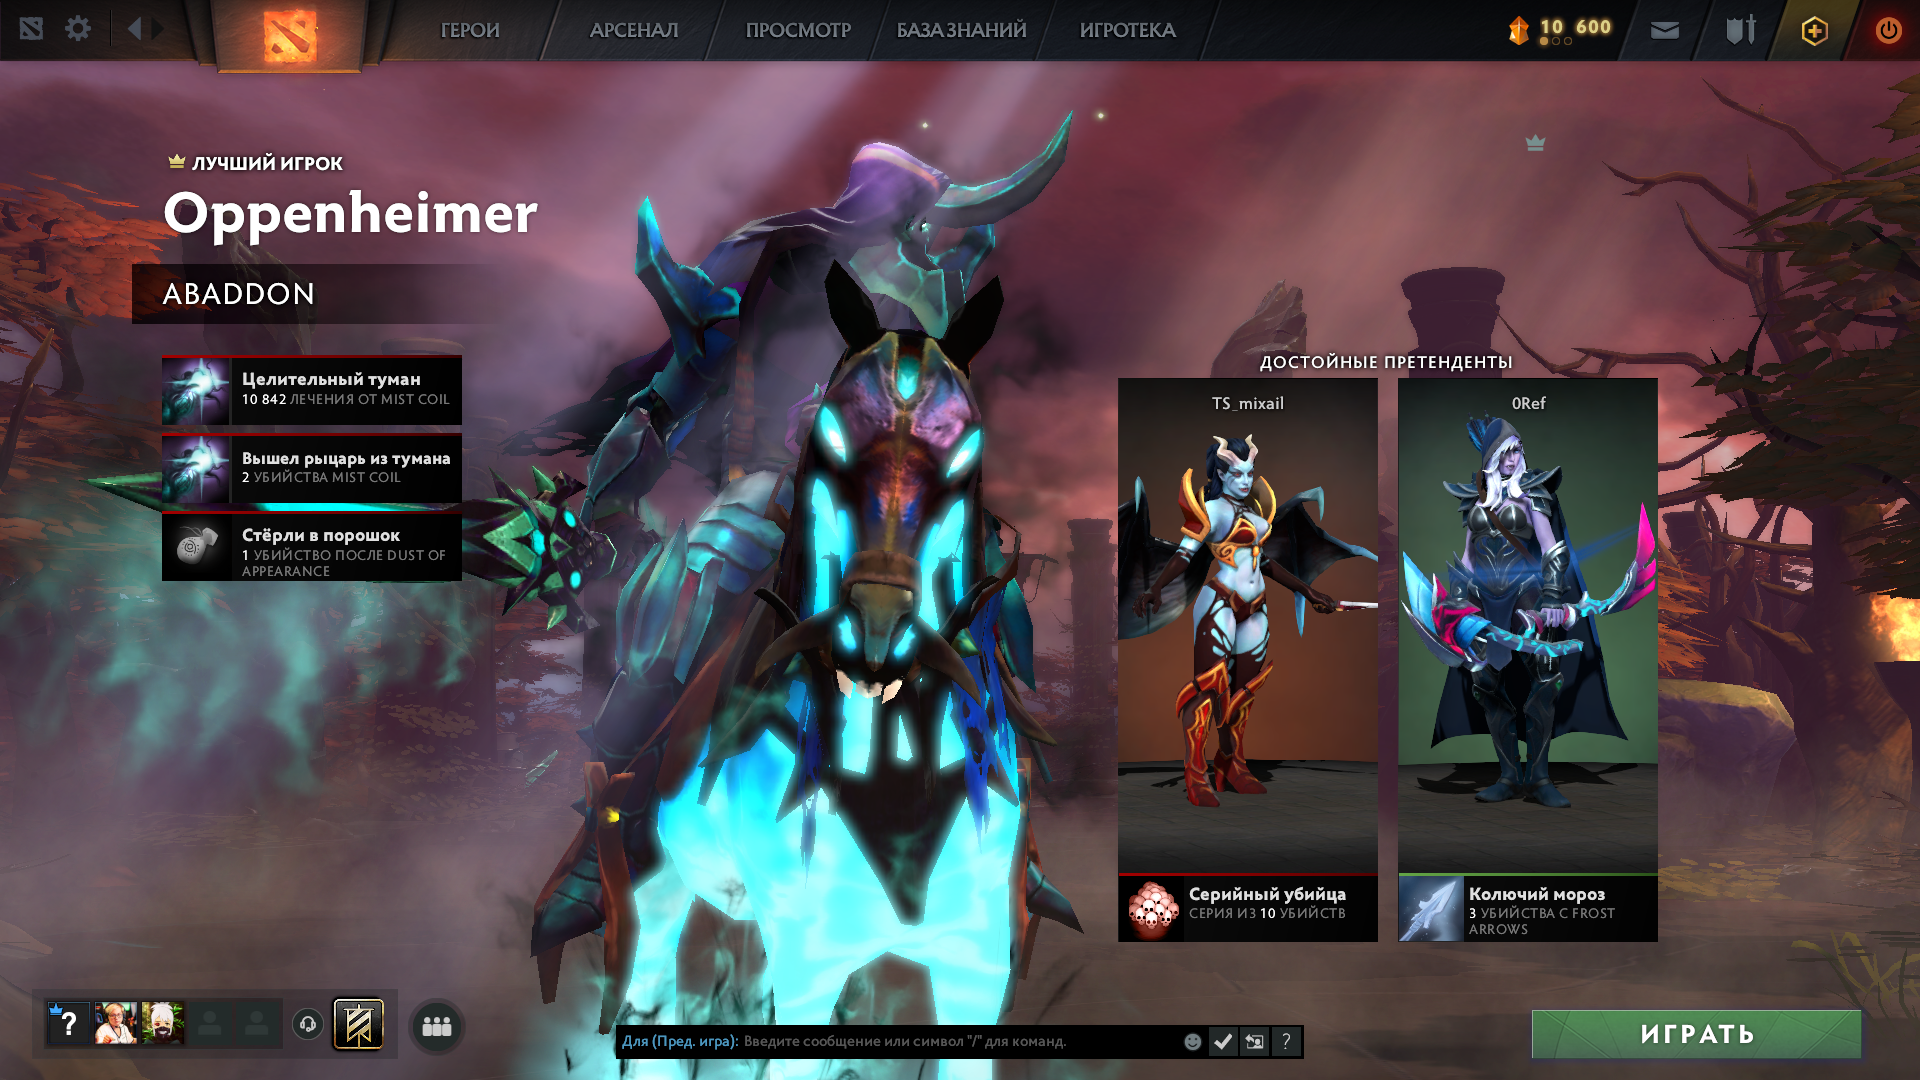 ГЕРОИ
АРСЕНАЛ
ПРОСМОТР
БАЗА ЗНАНИЙ
ИГРОТЕКА
10 600
ЛУЧШИЙ ИГРОК
Oppenheimer
ABADDON
Целительный туман
10 842 ЛЕЧЕНИЯ ОТ MIST COIL
Вышел рыцарь из тумана
2 УБИЙСТВА MIST COIL
Стёрли в порошок
1 УБИЙСТВО ПОСЛЕ DUST OF
APPEARANCE
ДОСТОЙНЫЕ ПРЕТЕНДЕНТЫ
TS_mixail
Серийный убийца
СЕРИЯ ИЗ 10 УБИЙСТВ
0Ref
Колючий мороз
3 УБИЙСТВА С FROST
ARROWS
?
Для (Пред. игра): Введите сообщение или символ "/" для команд.
?
ИГРАТЬ